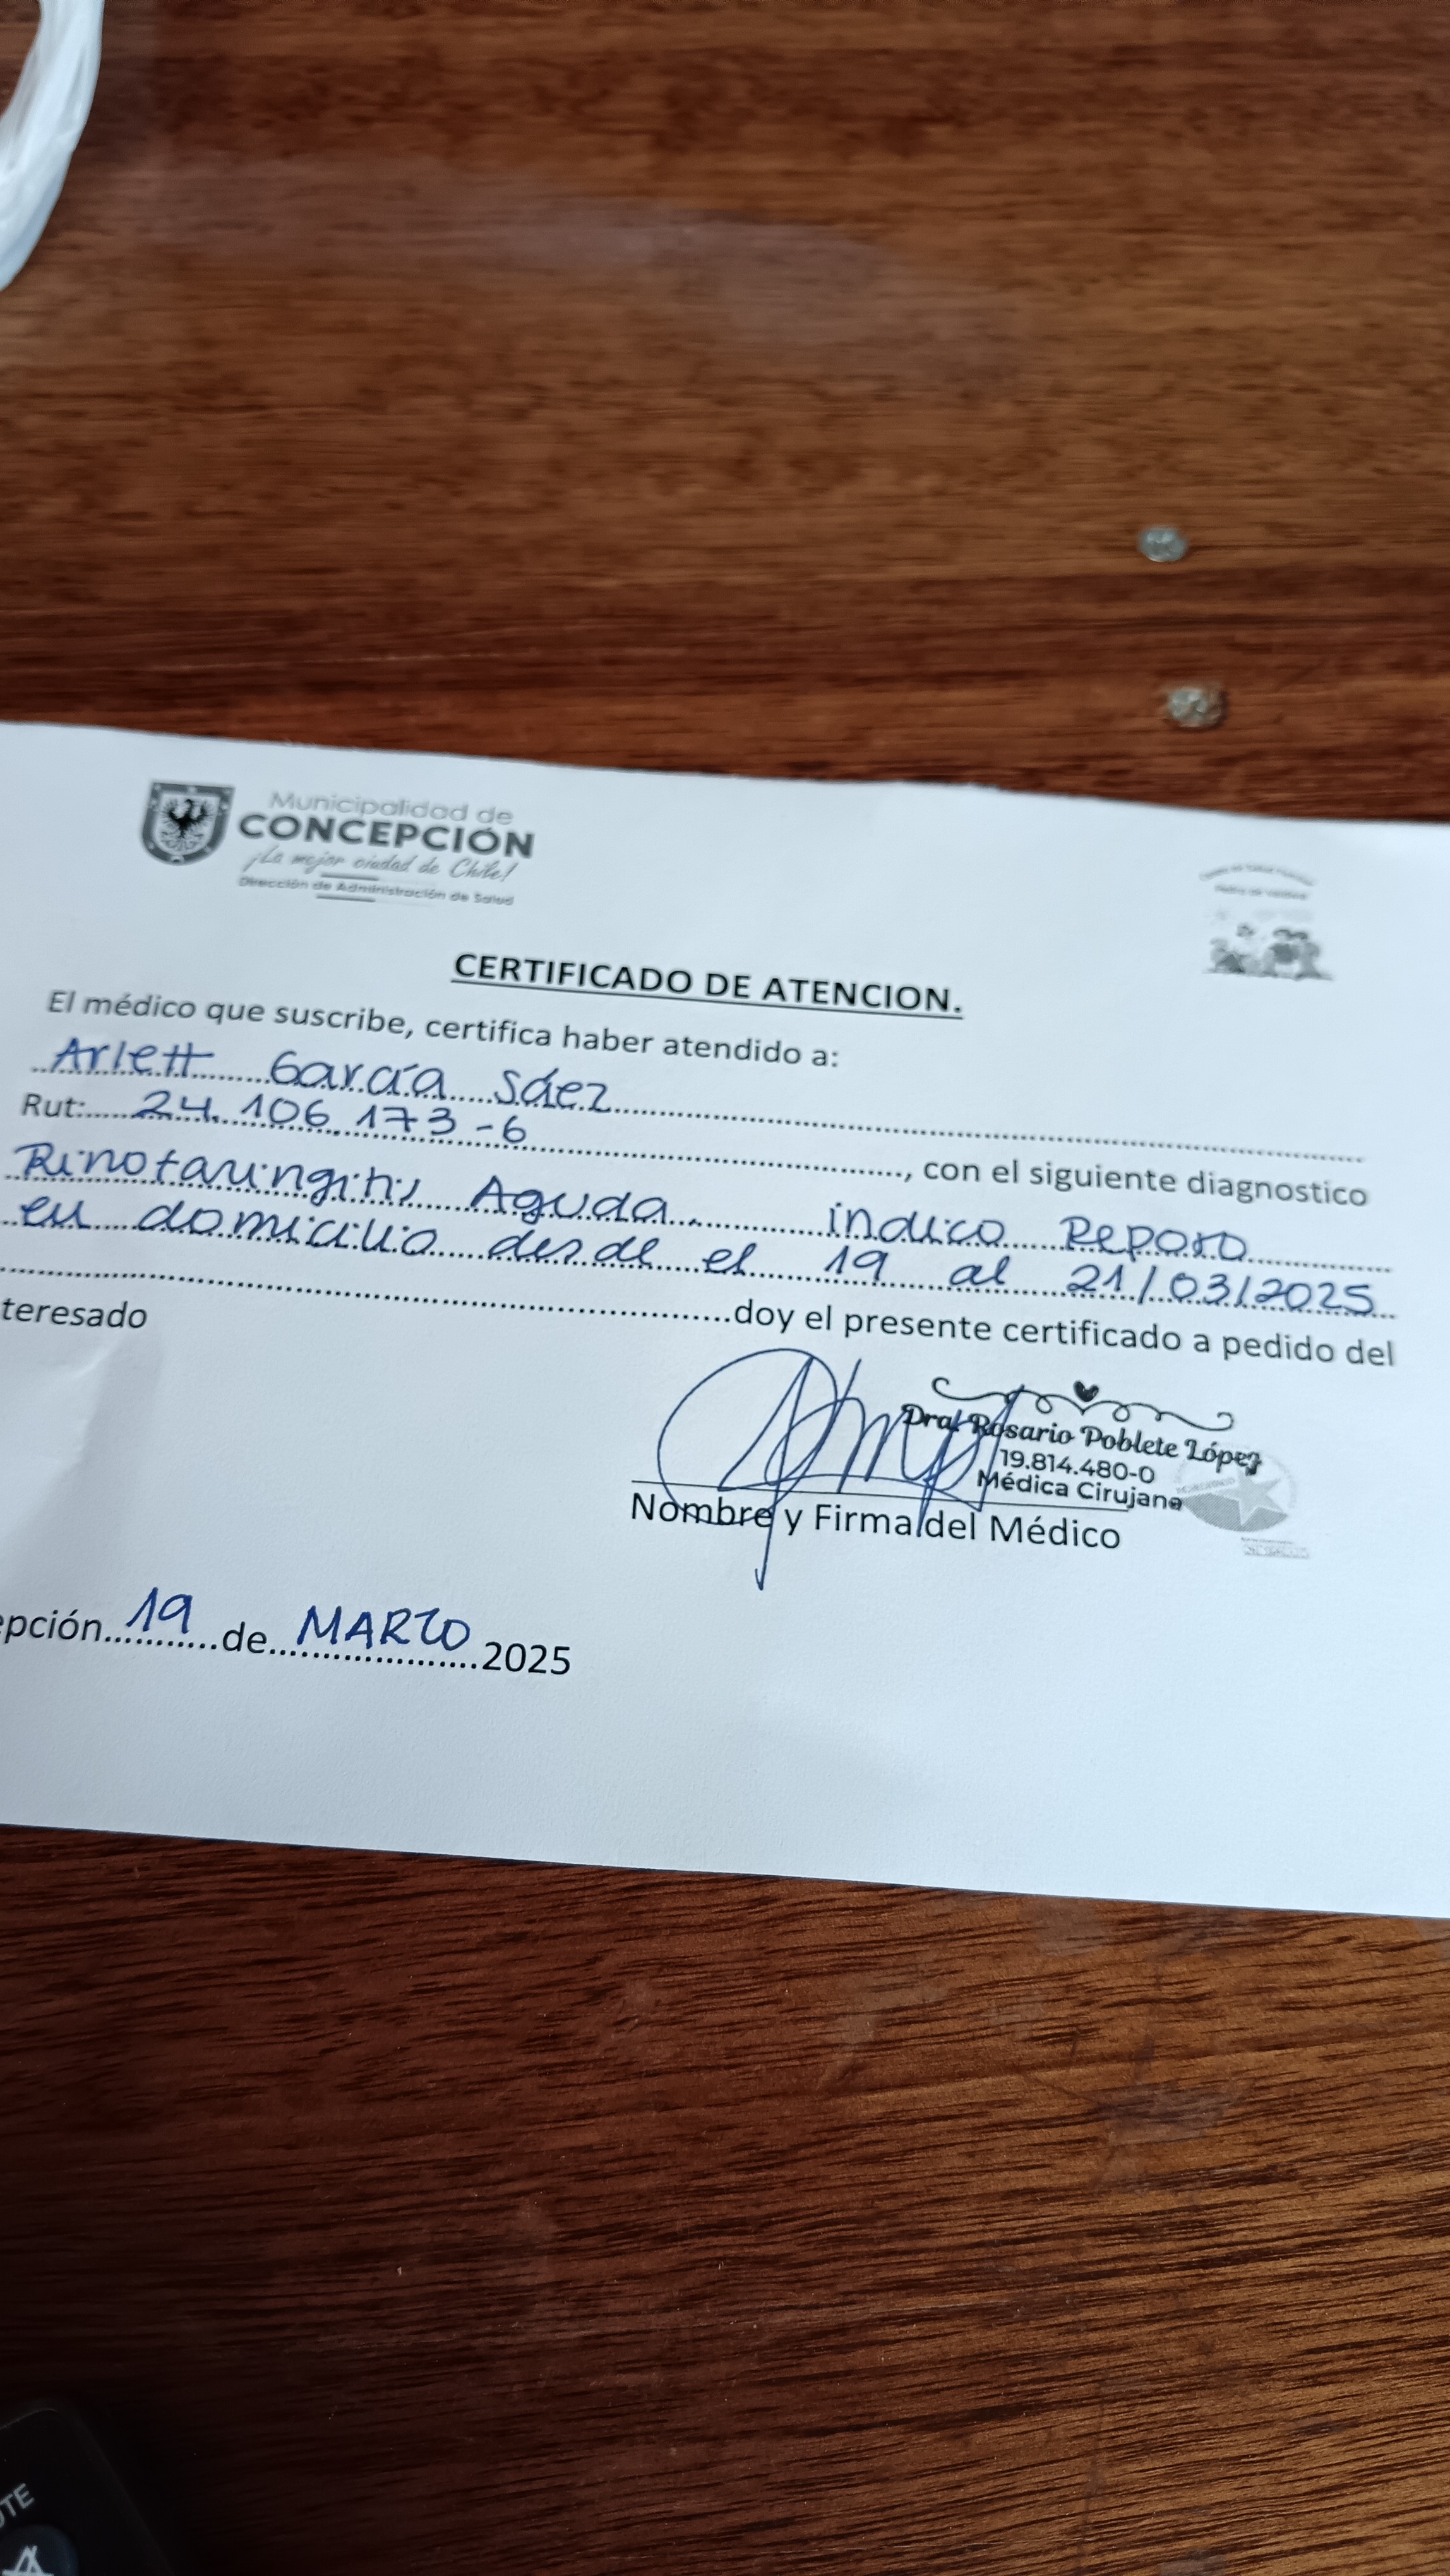 Municipalidad de
CONCEPCIÓN
¡La mejor ciudad de Chile!
Dirección de Administración de Salud
CERTIFICADO DE ATENCION.
El médico que suscribe, certifica haber atendido a:
Arlett García Sáez
Rut: 24.106.173-6, con el siguiente diagnostico
Rinofaringitis Aguda. indico Reposo
en domicilio desde el 19 al 21/03/2025
doy el presente certificado a pedido del
teresado
Dra. Rosario Poblete López
19.814.480-0
Médica Cirujana
Nombre y Firma del Médico
epción 19 de MARZO 2025
UTE